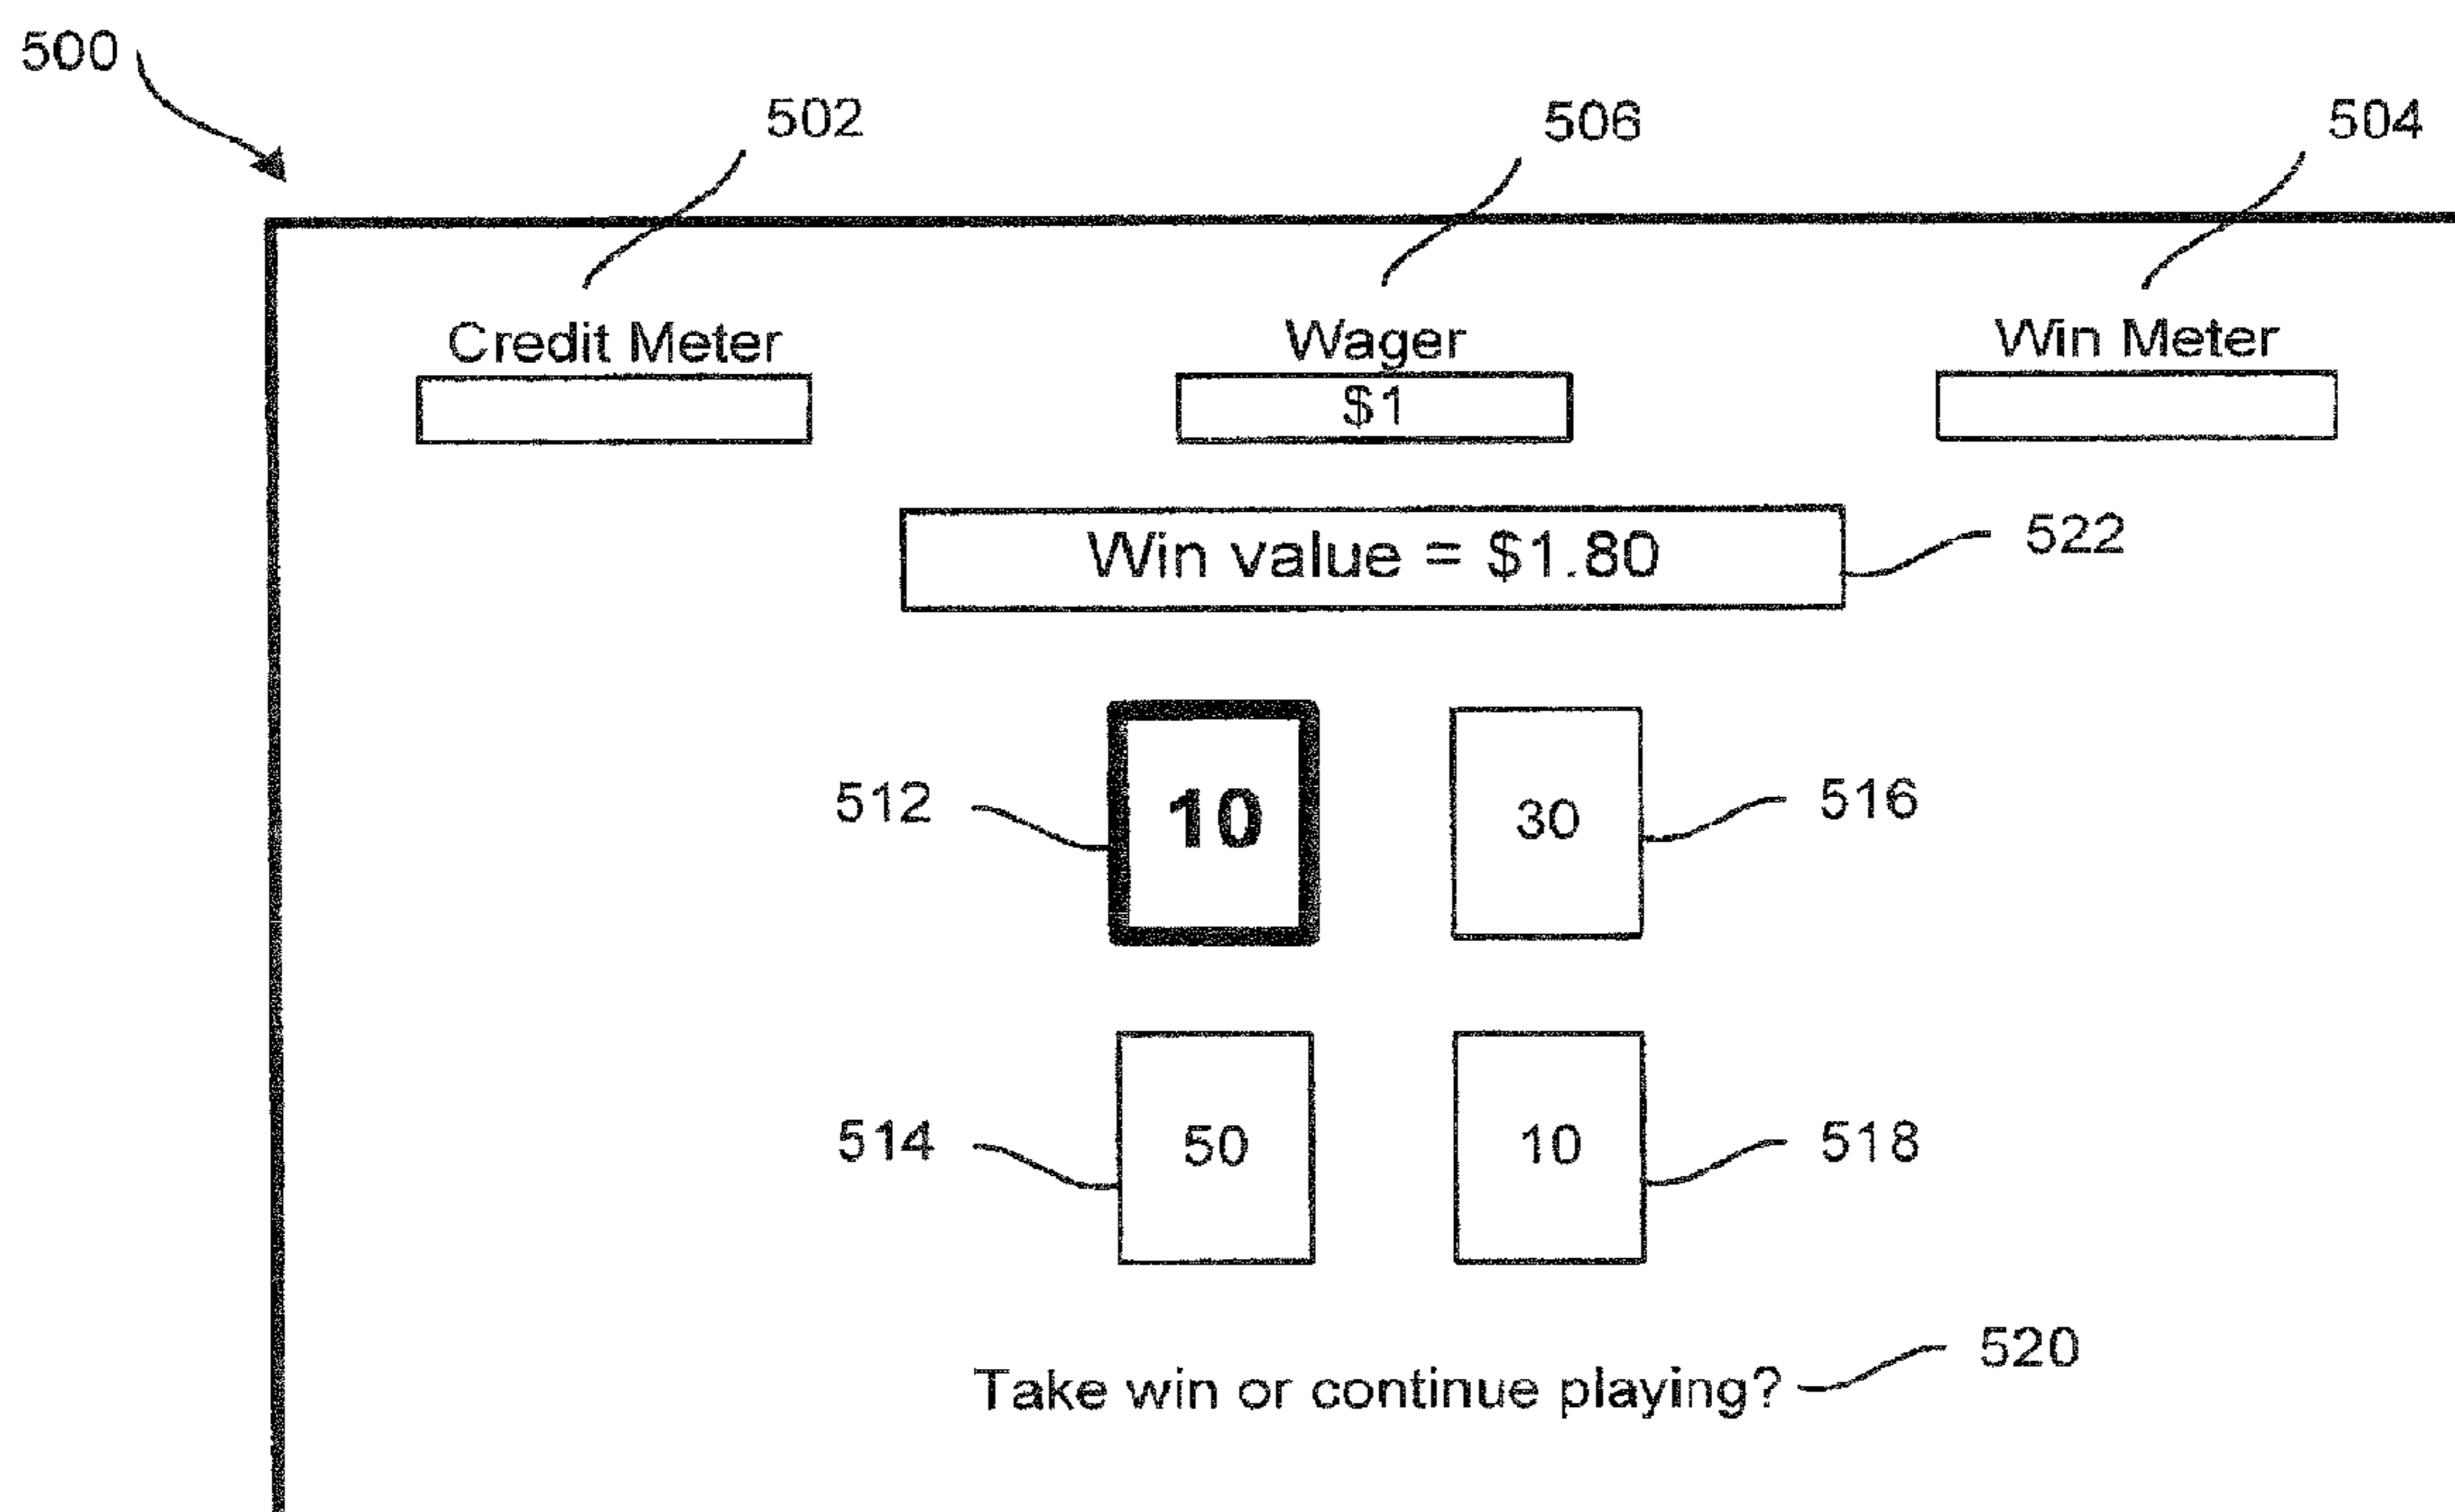 500
502 506 504
Credit Meter Wager Win Meter
$1
Win value = $1.80 522
512 10 30 516
514 50 10 518
Take win or continue playing? 520